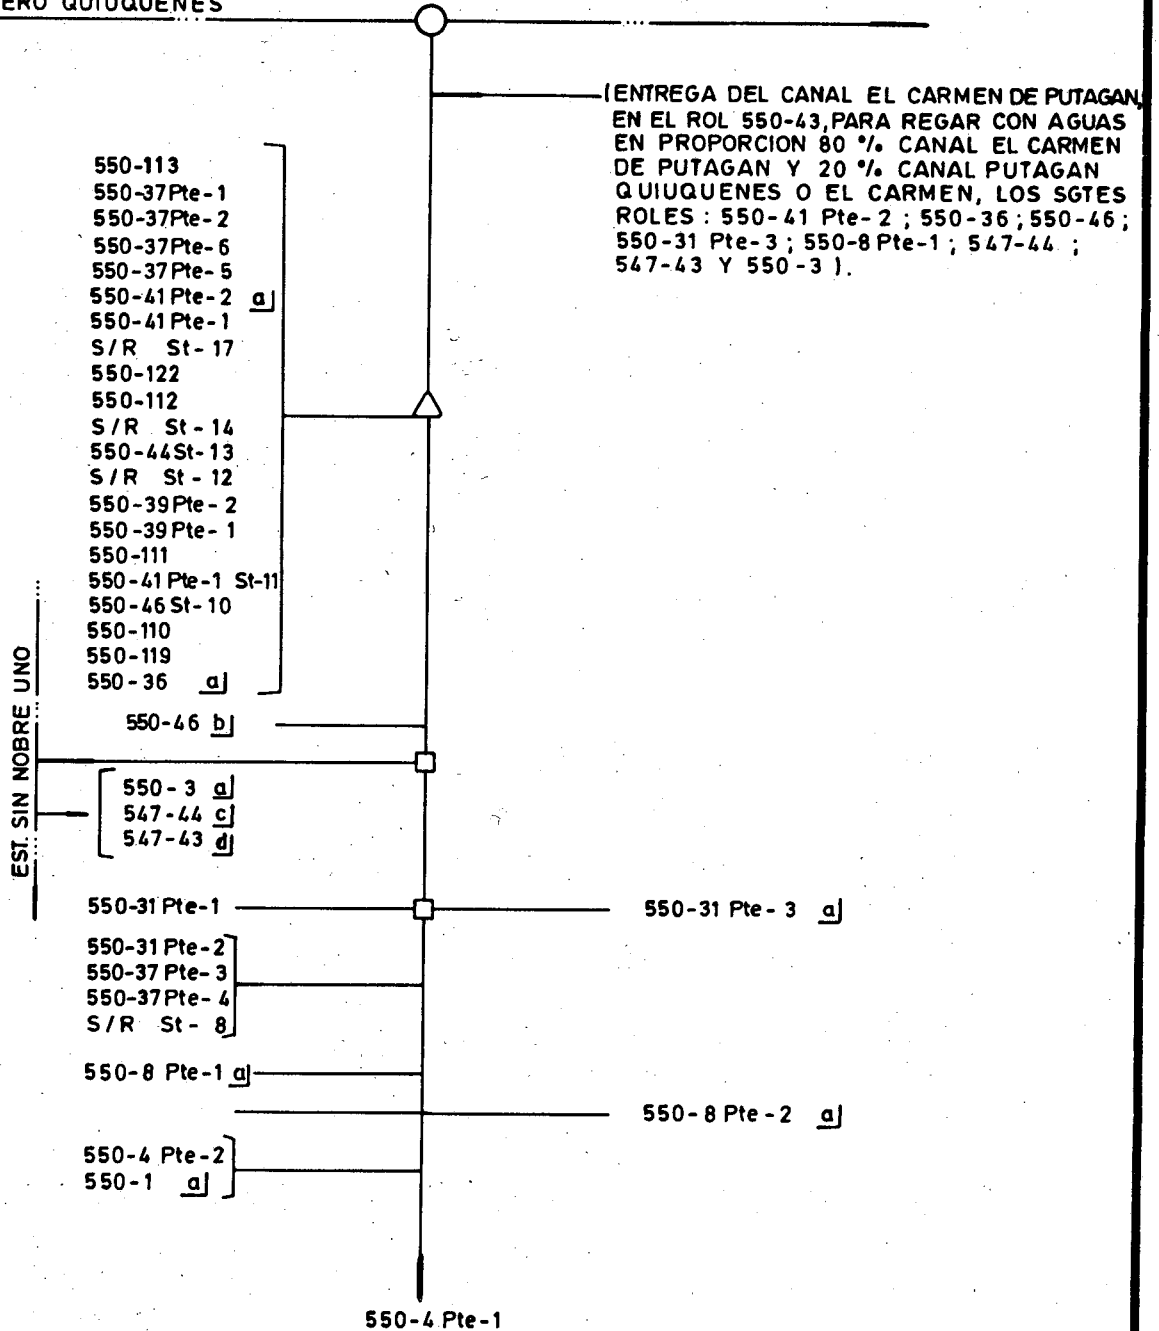 QUIUQUENES
(ENTREGA DEL CANAL EL CARMEN DE PUTAGAN,
EN EL ROL 550-43, PARA REGAR CON AGUAS
EN PROPORCION 80 % CANAL EL CARMEN
DE PUTAGAN Y 20 % CANAL PUTAGAN
QUIUQUENES O EL CARMEN, LOS SGTES
ROLES : 550-41 Pte-2 ; 550-36 ; 550-46 ;
550-31 Pte-3 ; 550-8 Pte-1 ; 547-44 ;
547-43 Y 550-3 ).
550-113
550-37 Pte-1
550-37 Pte-2
550-37 Pte-6
550-37 Pte-5
550-41 Pte-2 a
550-41 Pte-1
S/R St-17
550-122
550-112
S/R St-14
550-44 St-13
S/R St-12
550-39 Pte-2
550-39 Pte-1
550-111
550-41 Pte-1 St-11
550-46 St-10
550-110
550-119
550-36 a
550-46 b
EST. SIN NOBRE UNO
550-3 a
547-44 c
547-43 d
550-31 Pte-1
550-31 Pte-3 a
550-31 Pte-2
550-37 Pte-3
550-37 Pte-4
S/R St-8
550-8 Pte-1 a
550-8 Pte-2 a
550-4 Pte-2
550-1 a
550-4 Pte-1